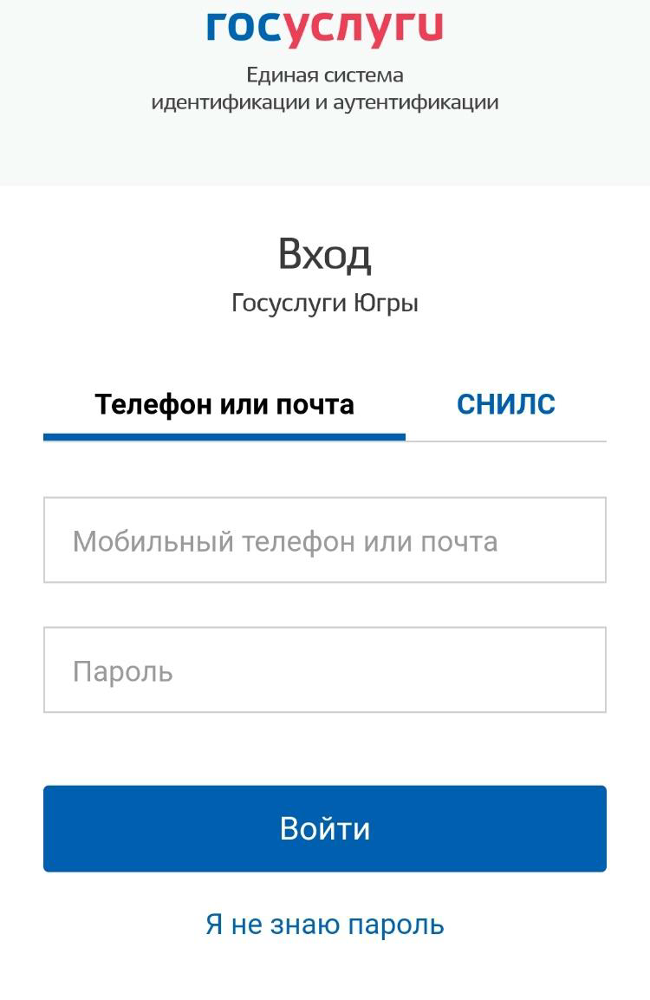 госуслуги
Единая система
идентификации и аутентификации
Вход
Госуслуги Югры
Телефон или почта СНИЛС
Мобильный телефон или почта
Пароль
Войти
Я не знаю пароль